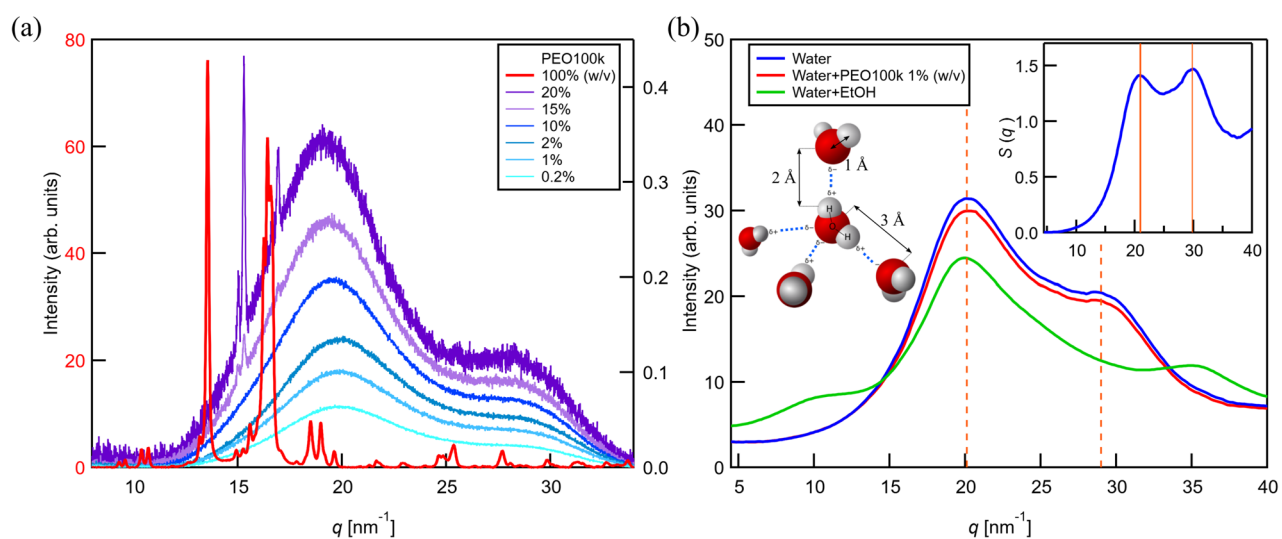 (a)
80
60
40
20
0
Intensity (arb. units)
10
15
20
25
30
q [nm⁻¹]
0.4
0.3
0.2
0.1
0.0
PEO100k
100% (w/v)
20%
15%
10%
2%
1%
0.2%
(b)
50
40
30
20
10
0
Intensity (arb. units)
5
10
15
20
25
30
35
40
q [nm⁻¹]
Water
Water+PEO100k 1% (w/v)
Water+EtOH
1 Å
2 Å
3 Å
δ−
δ+
H
O
H
δ+
δ−
δ−
δ+
δ+
S (q)
1.5
1.0
0.5
0.0
10
20
30
40